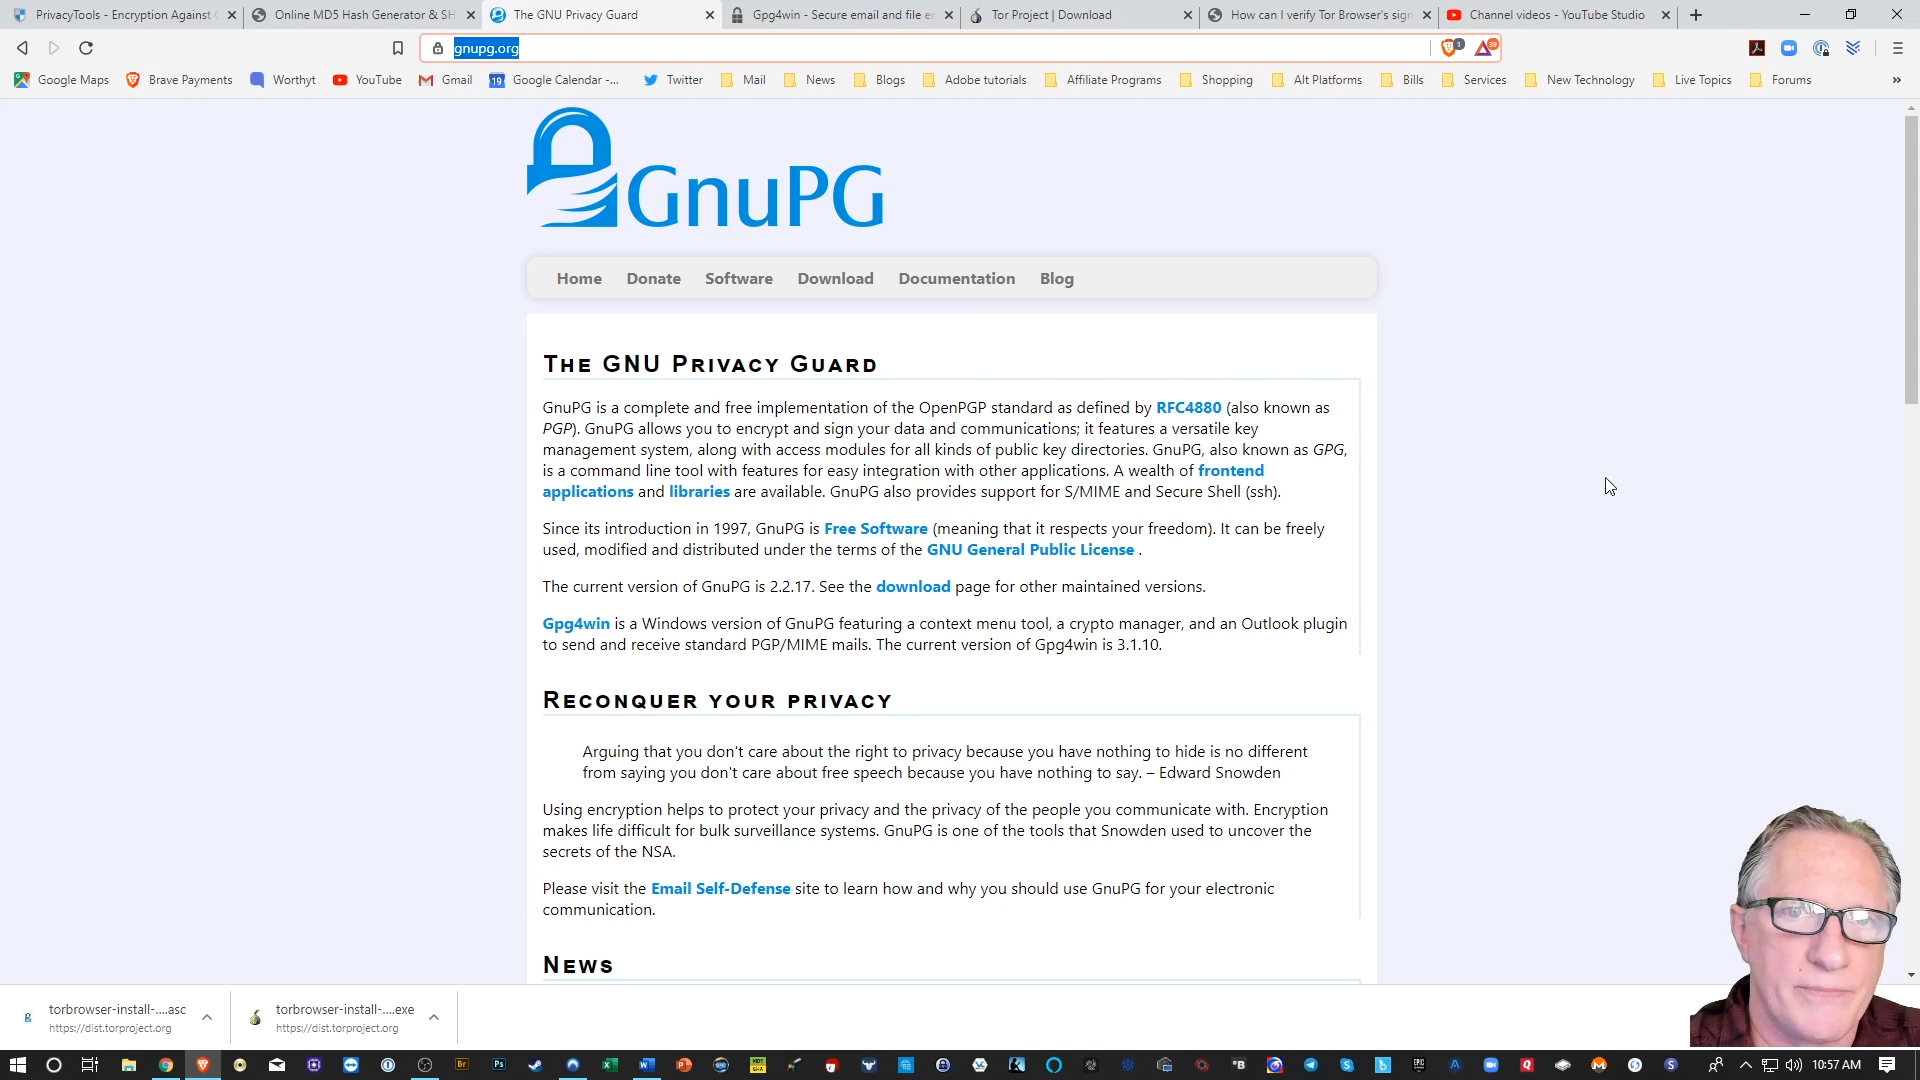 PrivacyTools - Encryption Against
Online MD5 Hash Generator & SH
The GNU Privacy Guard
Gpg4win - Secure email and file e
Tor Project | Download
How can I verify Tor Browser's sig
Channel videos - YouTube Studio
gnupg.org
1
Google Maps
Brave Payments
Worthyt
YouTube
Gmail
19
Google Calendar -...
Twitter
Mail
News
Blogs
Adobe tutorials
Affiliate Programs
Shopping
Alt Platforms
Bills
Services
New Technology
Live Topics
Forums
»
GnuPG
Home
Donate
Software
Download
Documentation
Blog
The GNU Privacy Guard
GnuPG is a complete and free implementation of the OpenPGP standard as defined by RFC4880 (also known as
PGP). GnuPG allows you to encrypt and sign your data and communications; it features a versatile key
management system, along with access modules for all kinds of public key directories. GnuPG, also known as GPG,
is a command line tool with features for easy integration with other applications. A wealth of frontend
applications and libraries are available. GnuPG also provides support for S/MIME and Secure Shell (ssh).
Since its introduction in 1997, GnuPG is Free Software (meaning that it respects your freedom). It can be freely
used, modified and distributed under the terms of the GNU General Public License .
The current version of GnuPG is 2.2.17. See the download page for other maintained versions.
Gpg4win is a Windows version of GnuPG featuring a context menu tool, a crypto manager, and an Outlook plugin
to send and receive standard PGP/MIME mails. The current version of Gpg4win is 3.1.10.
Reconquer your privacy
Arguing that you don't care about the right to privacy because you have nothing to hide is no different
from saying you don't care about free speech because you have nothing to say. – Edward Snowden
Using encryption helps to protect your privacy and the privacy of the people you communicate with. Encryption
makes life difficult for bulk surveillance systems. GnuPG is one of the tools that Snowden used to uncover the
secrets of the NSA.
Please visit the Email Self-Defense site to learn how and why you should use GnuPG for your electronic
communication.
News
torbrowser-install-....asc
https://dist.torproject.org
torbrowser-install-....exe
https://dist.torproject.org
Br
Ps
10:57 AM